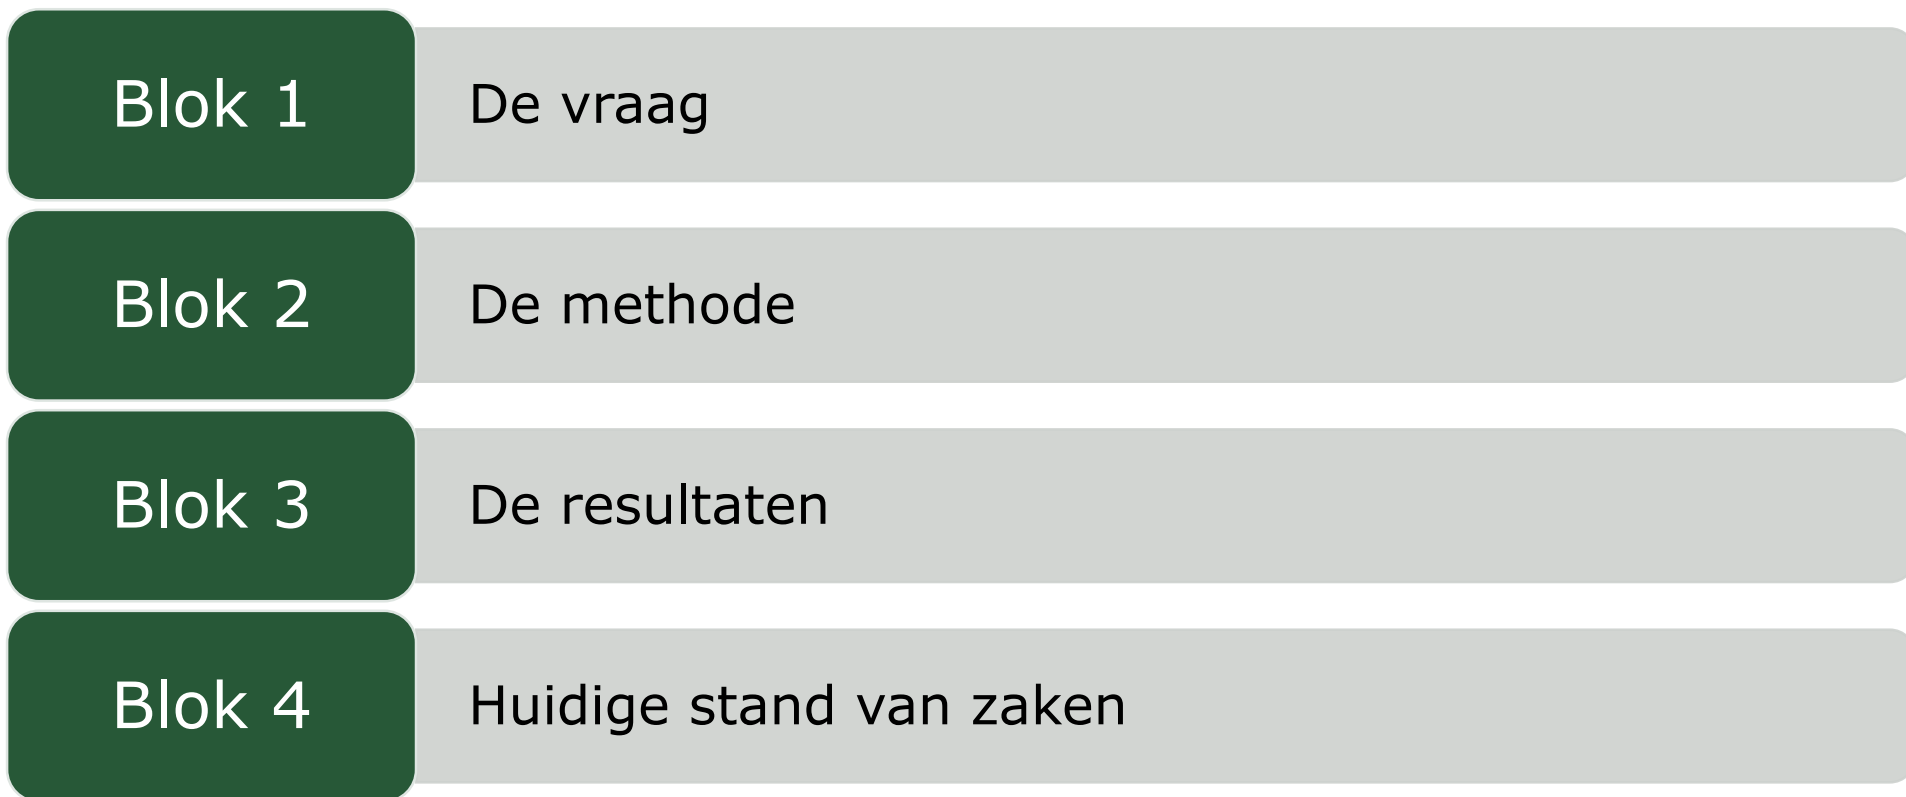 Blok 1
De vraag
Blok 2
De methode
Blok 3
De resultaten
Blok 4
Huidige stand van zaken